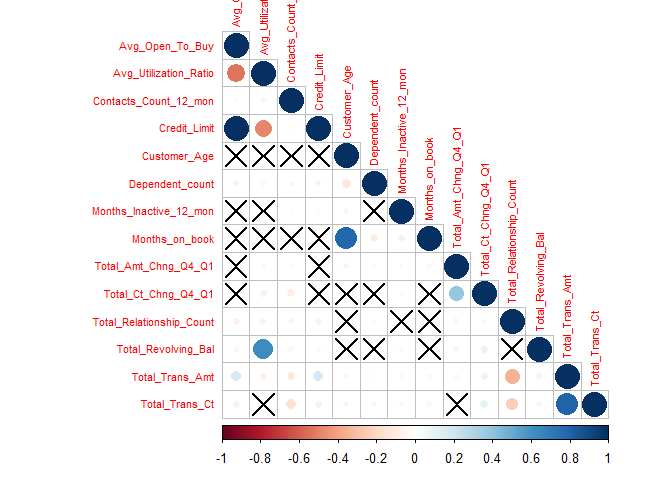 Avg_O
Avg_Utilizat
Contacts_Count_
Credit_Limit
Customer_Age
Dependent_count
Months_Inactive_12_mon
Months_on_book
Total_Amt_Chng_Q4_Q1
Total_Ct_Chng_Q4_Q1
Total_Relationship_Count
Total_Revolving_Bal
Total_Trans_Amt
Total_Trans_Ct
Avg_Open_To_Buy
Avg_Utilization_Ratio
Contacts_Count_12_mon
Credit_Limit
Customer_Age
Dependent_count
Months_Inactive_12_mon
Months_on_book
Total_Amt_Chng_Q4_Q1
Total_Ct_Chng_Q4_Q1
Total_Relationship_Count
Total_Revolving_Bal
Total_Trans_Amt
Total_Trans_Ct
-1 -0.8 -0.6 -0.4 -0.2 0 0.2 0.4 0.6 0.8 1